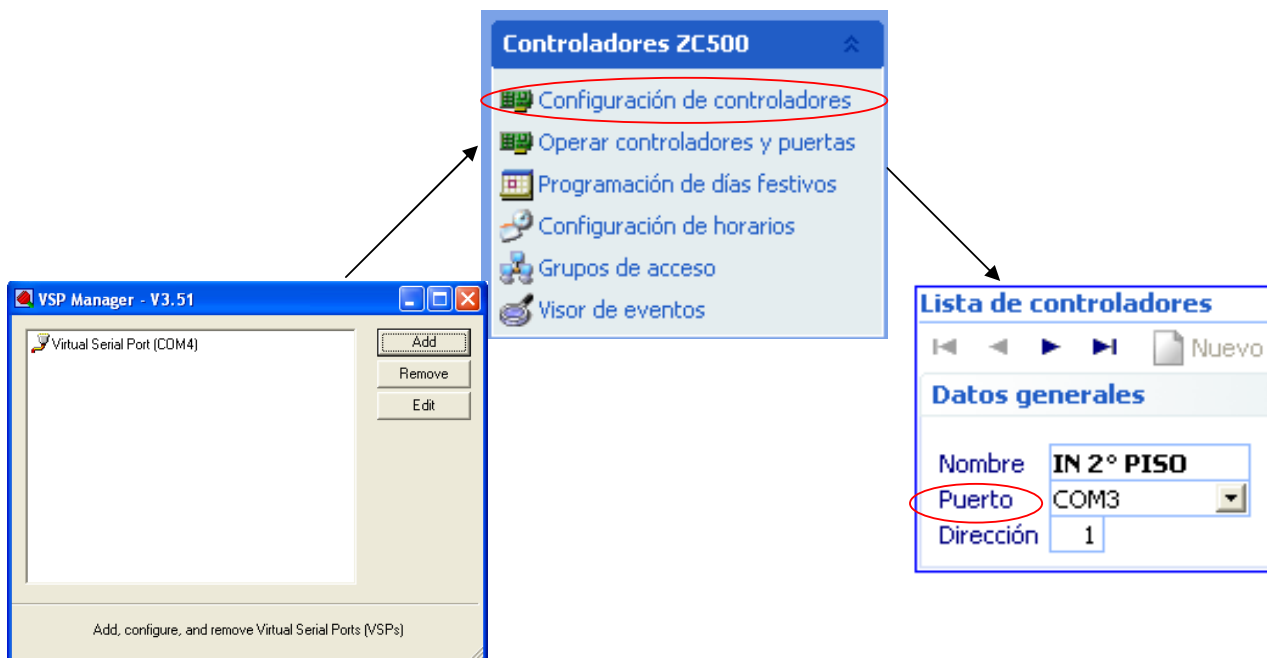 Controladores ZC500
Configuración de controladores
Operar controladores y puertas
Programación de días festivos
Configuración de horarios
Grupos de acceso
Visor de eventos
VSP Manager - V3.51
Virtual Serial Port (COM4)
Add
Remove
Edit
Add, configure, and remove Virtual Serial Ports (VSPs)
Lista de controladores
Nuevo
Datos generales
Nombre IN 2° PISO
Puerto COM3
Dirección 1